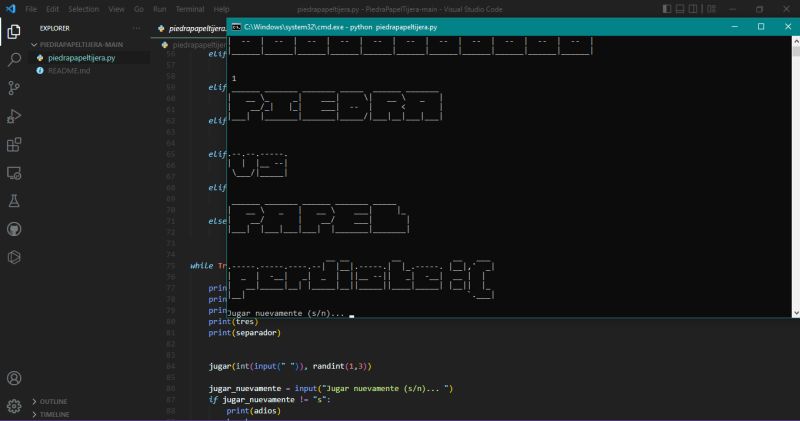 File Edit Selection View Go Run Terminal Help
piedrapapeltijera.py - PiedraPapelTijera-main - Visual Studio Code
EXPLORER
PIEDRAPAPELTIJERA-MAIN
piedrapapeltijera.py
README.md
OUTLINE
TIMELINE
piedrapapeltijera
piedrapapeltijera
56 elif
57
58
59 elif
60
61
62 elif
63
64
65 elif
66
67
68 elif
69
70
71 else
72
73
74
75 while Tr
76
77 prin
78 prin
79 prin
80 print(tres)
81 print(separador)
82
83
84 jugar(int(input(" ")), randint(1,3))
85
86 jugar_nuevamente = input("Jugar nuevamente (s/n)... ")
87 if jugar_nuevamente != "s":
88 print(adios)
C:\Windows\system32\cmd.exe - python piedrapapeltijera.py
1
PIEDRA
vs
PAPEL
perdiste :(
Jugar nuevamente (s/n)...